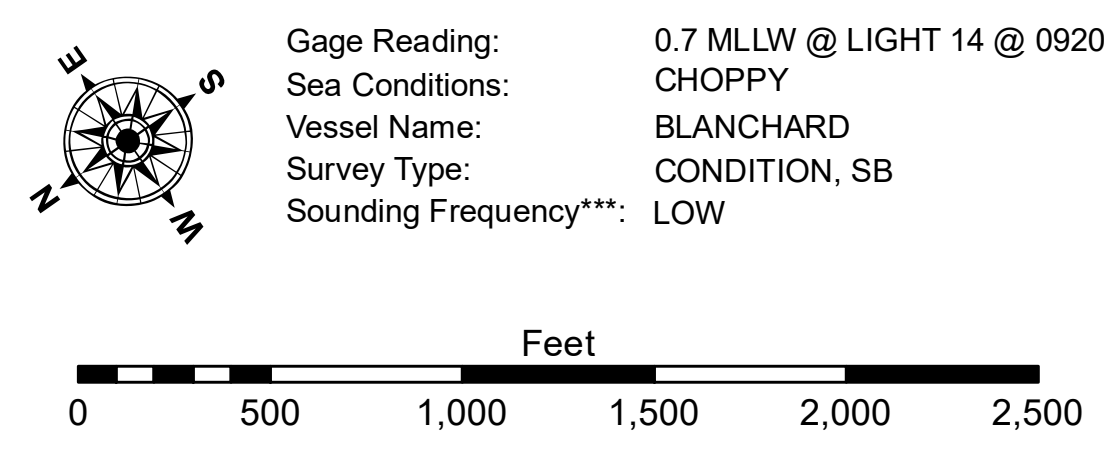 E
S
N
W
Gage Reading: 0.7 MLLW @ LIGHT 14 @ 0920
Sea Conditions: CHOPPY
Vessel Name: BLANCHARD
Survey Type: CONDITION, SB
Sounding Frequency***: LOW
Feet
0 500 1,000 1,500 2,000 2,500